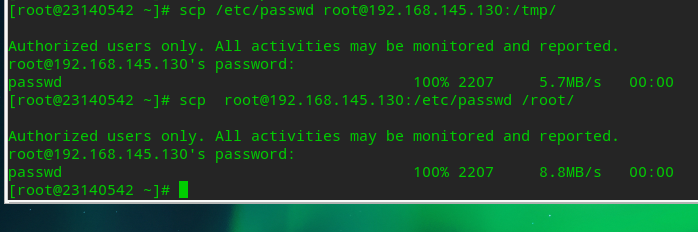 [root@23140542 ~]# scp /etc/passwd root@192.168.145.130:/tmp/
Authorized users only. All activities may be monitored and reported.
root@192.168.145.130's password:
passwd 100% 2207 5.7MB/s 00:00
[root@23140542 ~]# scp  root@192.168.145.130:/etc/passwd /root/
Authorized users only. All activities may be monitored and reported.
root@192.168.145.130's password:
passwd 100% 2207 8.8MB/s 00:00
[root@23140542 ~]#